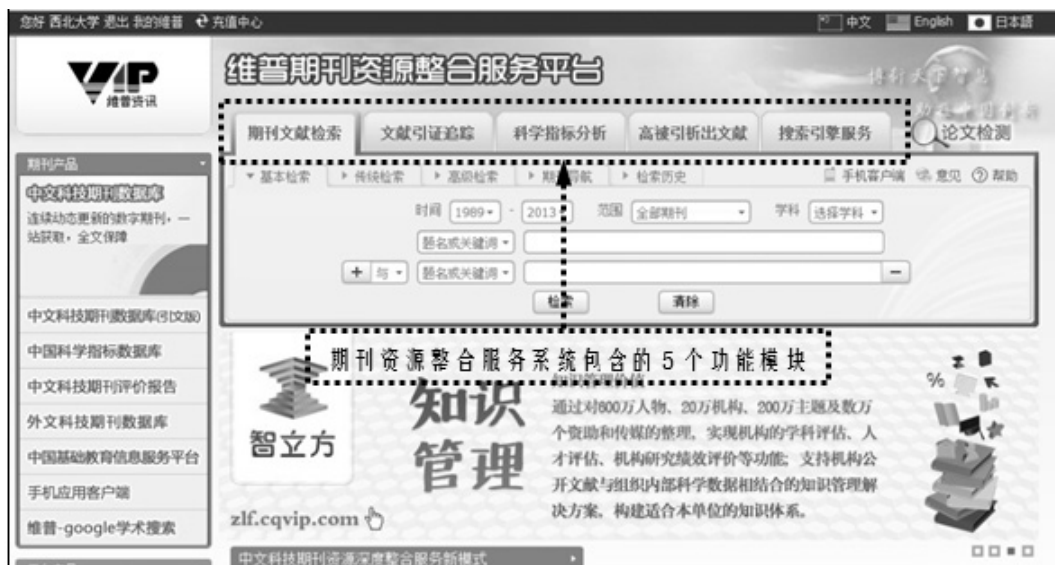 您好 西北大学 退出 我的维普 充值中心
中文 English 日本語
VIP
维普资讯
维普期刊资源整合服务平台
期刊文献检索 文献引证追踪 科学指标分析 高被引析出文献 搜索引擎服务 论文检测
基本检索 传统检索 高级检索 期刊导航 检索历史 手机客户端 意见 帮助
时间 1989 - 2013 范围 全部期刊 学科 选择学科
题名或关键词
+ 与 题名或关键词 −
检索 清除
期刊产品
中文科技期刊数据库
连续动态更新的数字期刊，一
站获取，全文保障
中文科技期刊数据库(引文版)
中国科学指标数据库
中文科技期刊评价报告
外文科技期刊数据库
中国基础教育信息服务平台
手机应用客户端
维普-google学术搜索
期刊资源整合服务系统包含的5个功能模块
智立方
知识
管理
zlf.cqvip.com
通过对600万人物、20万机构、200万主题及数万
个资助和传媒的整理，实现机构的学科评估、人
才评估、机构研究绩效评价等功能；支持机构公
开文献与组织内部科学数据相结合的知识管理解
决方案，构建适合本单位的知识体系。
中文科技期刊资源深度整合服务新模式